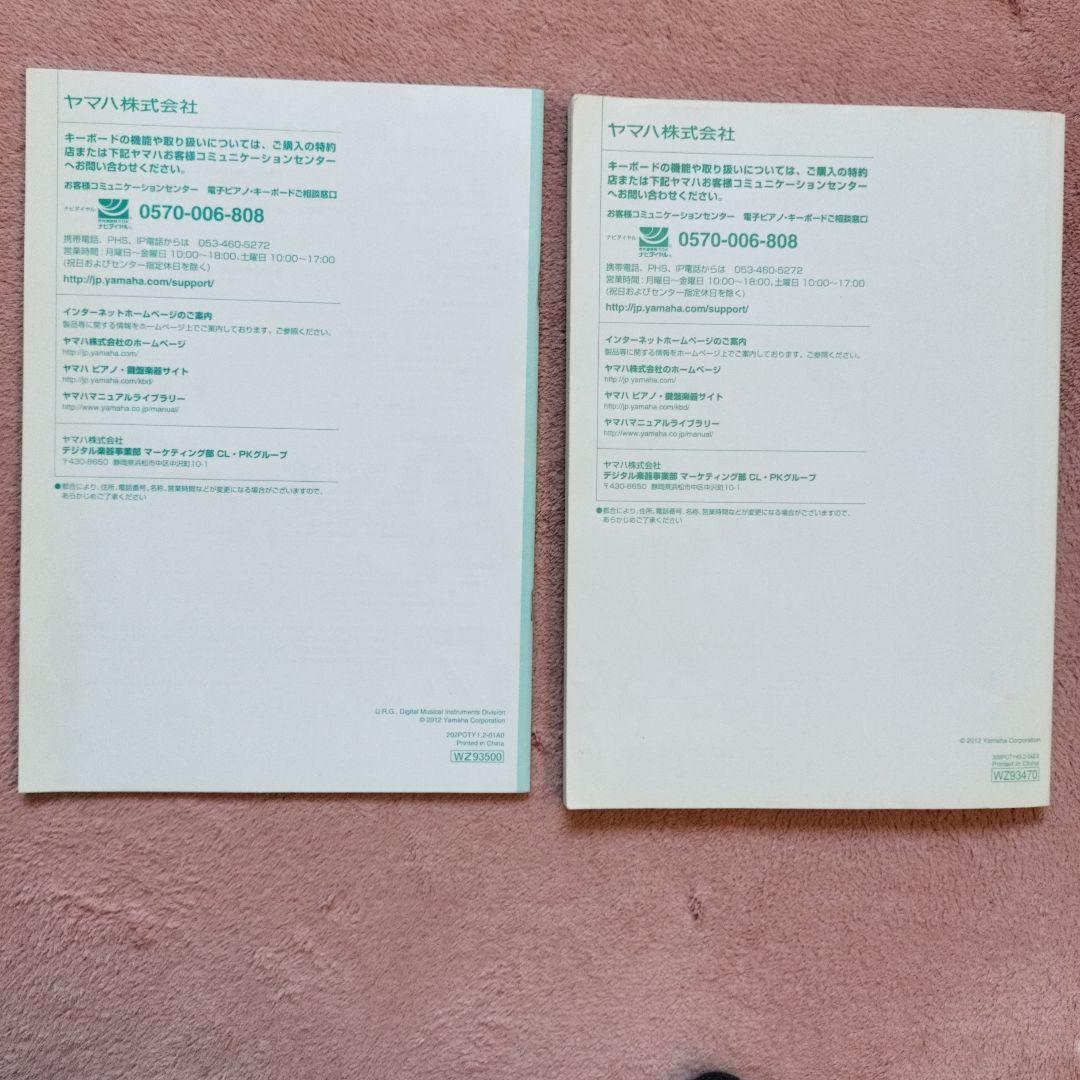 ヤマハ株式会社
キーボードの機能や取り扱いについては、ご購入の特約
店または下記ヤマハお客様コミュニケーションセンター
へお問い合わせください。
お客様コミュニケーションセンター 電子ピアノ・キーボードご相談窓口
ナビダイヤル ナビダイヤル 0570-006-808
携帯電話、PHS、IP電話からは 053-460-5272
営業時間:月曜日~金曜日 10:00~18:00、土曜日 10:00~17:00
(祝日およびセンター指定休日を除く)
http://jp.yamaha.com/support/
インターネットホームページのご案内
製品等に関する情報をホームページ上でご案内しております。ご参照ください。
ヤマハ株式会社のホームページ
http://jp.yamaha.com/
ヤマハ ピアノ・鍵盤楽器サイト
http://jp.yamaha.com/kbd/
ヤマハマニュアルライブラリー
http://www.yamaha.co.jp/manual/
ヤマハ株式会社
デジタル楽器事業部 マーケティング部 CL・PKグループ
〒430-8650 静岡県浜松市中区中沢町10-1
●都合により、住所、電話番号、名称、営業時間などが変更になる場合がございますので、
あらかじめご了承ください
U.R.G., Digital Musical Instruments Division
© 2012 Yamaha Corporation
202POTY1.2-01A0
Printed in China
WZ93500
ヤマハ株式会社
キーボードの機能や取り扱いについては、ご購入の特約
店または下記ヤマハお客様コミュニケーションセンター
へお問い合わせください。
お客様コミュニケーションセンター 電子ピアノ・キーボードご相談窓口
ナビダイヤル ナビダイヤル 0570-006-808
携帯電話、PHS、IP電話からは 053-460-5272
営業時間:月曜日~金曜日 10:00~18:00、土曜日 10:00~17:00
(祝日およびセンター指定休日を除く)
http://jp.yamaha.com/support/
インターネットホームページのご案内
製品等に関する情報をホームページ上でご案内しております。ご参照ください。
ヤマハ株式会社のホームページ
http://jp.yamaha.com/
ヤマハ ピアノ・鍵盤楽器サイト
http://jp.yamaha.com/kbd/
ヤマハマニュアルライブラリー
http://www.yamaha.co.jp/manual/
ヤマハ株式会社
デジタル楽器事業部 マーケティング部 CL・PKグループ
〒430-8650 静岡県浜松市中区中沢町10-1
●都合により、住所、電話番号、名称、営業時間などが変更になる場合がございますので、
あらかじめご了承ください
© 2012 Yamaha Corporation
Printed in China
WZ93470